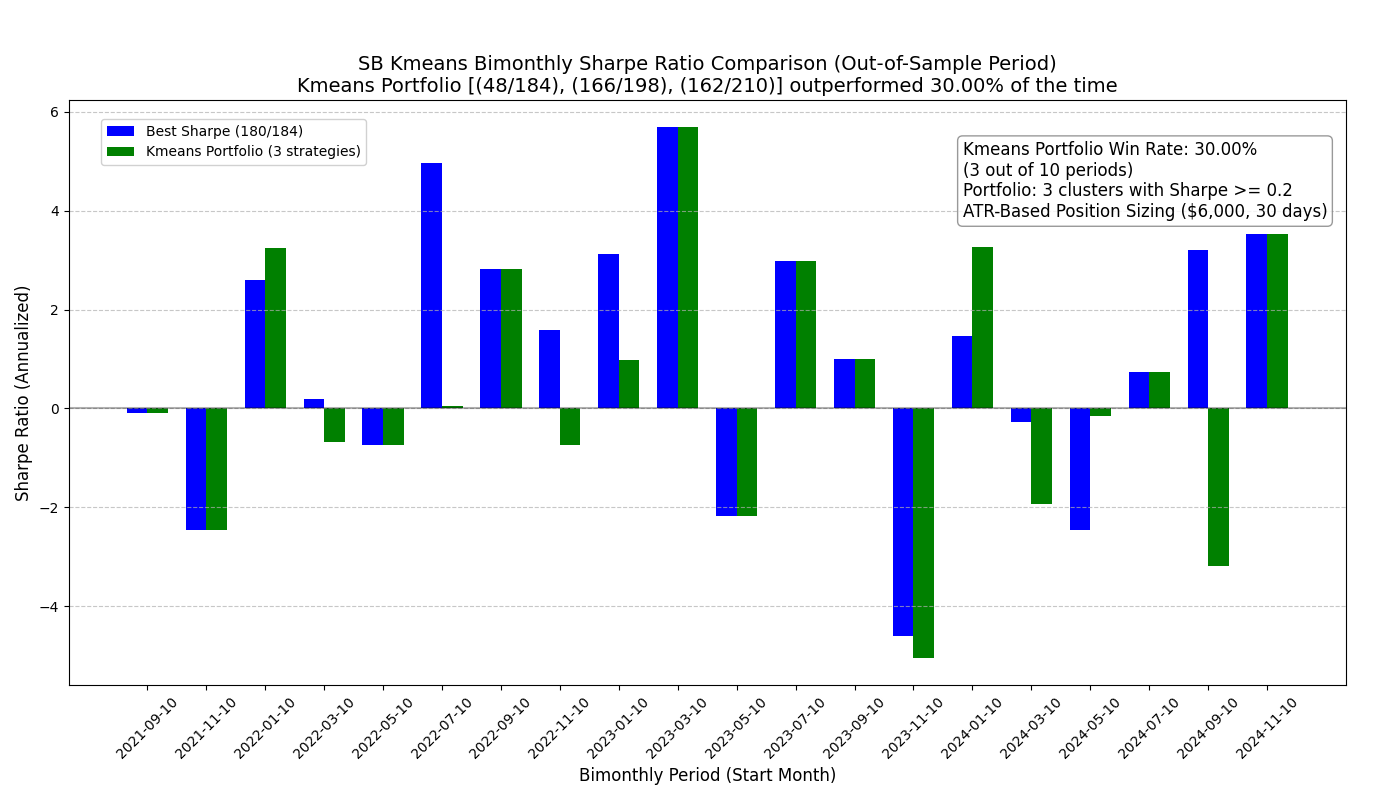 SB Kmeans Bimonthly Sharpe Ratio Comparison (Out-of-Sample Period)
Kmeans Portfolio [(48/184), (166/198), (162/210)] outperformed 30.00% of the time
Best Sharpe (180/184)
Kmeans Portfolio (3 strategies)
Kmeans Portfolio Win Rate: 30.00%
(3 out of 10 periods)
Portfolio: 3 clusters with Sharpe >= 0.2
ATR-Based Position Sizing ($6,000, 30 days)
Sharpe Ratio (Annualized)
6
4
2
0
−2
−4
2021-09-10
2021-11-10
2022-01-10
2022-03-10
2022-05-10
2022-07-10
2022-09-10
2022-11-10
2023-01-10
2023-03-10
2023-05-10
2023-07-10
2023-09-10
2023-11-10
2024-01-10
2024-03-10
2024-05-10
2024-07-10
2024-09-10
2024-11-10
Bimonthly Period (Start Month)